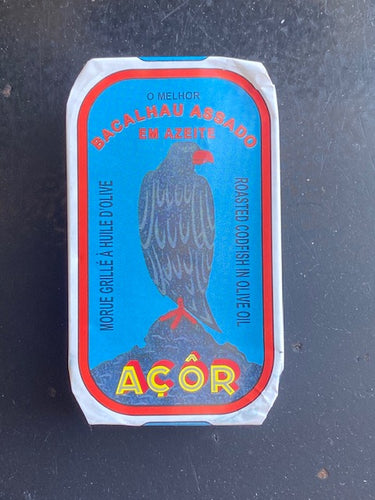 O MELHOR
BACALHAU ASSADO
EM AZEITE
MORUE GRILLÉ À HUILE D'OLIVE
ROASTED CODFISH IN OLIVE OIL
AÇÔR